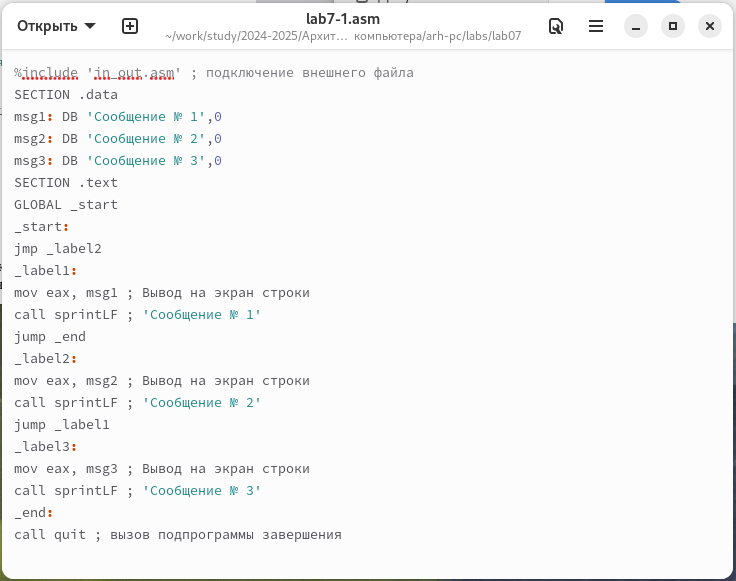 Открыть
lab7-1.asm
~/work/study/2024-2025/Архит… компьютера/arh-pc/labs/lab07
%include 'in_out.asm' ; подключение внешнего файла
SECTION .data
msg1: DB 'Сообщение № 1',0
msg2: DB 'Сообщение № 2',0
msg3: DB 'Сообщение № 3',0
SECTION .text
GLOBAL _start
_start:
jmp _label2
_label1:
mov eax, msg1 ; Вывод на экран строки
call sprintLF ; 'Сообщение № 1'
jump _end
_label2:
mov eax, msg2 ; Вывод на экран строки
call sprintLF ; 'Сообщение № 2'
jump _label1
_label3:
mov eax, msg3 ; Вывод на экран строки
call sprintLF ; 'Сообщение № 3'
_end:
call quit ; вызов подпрограммы завершения